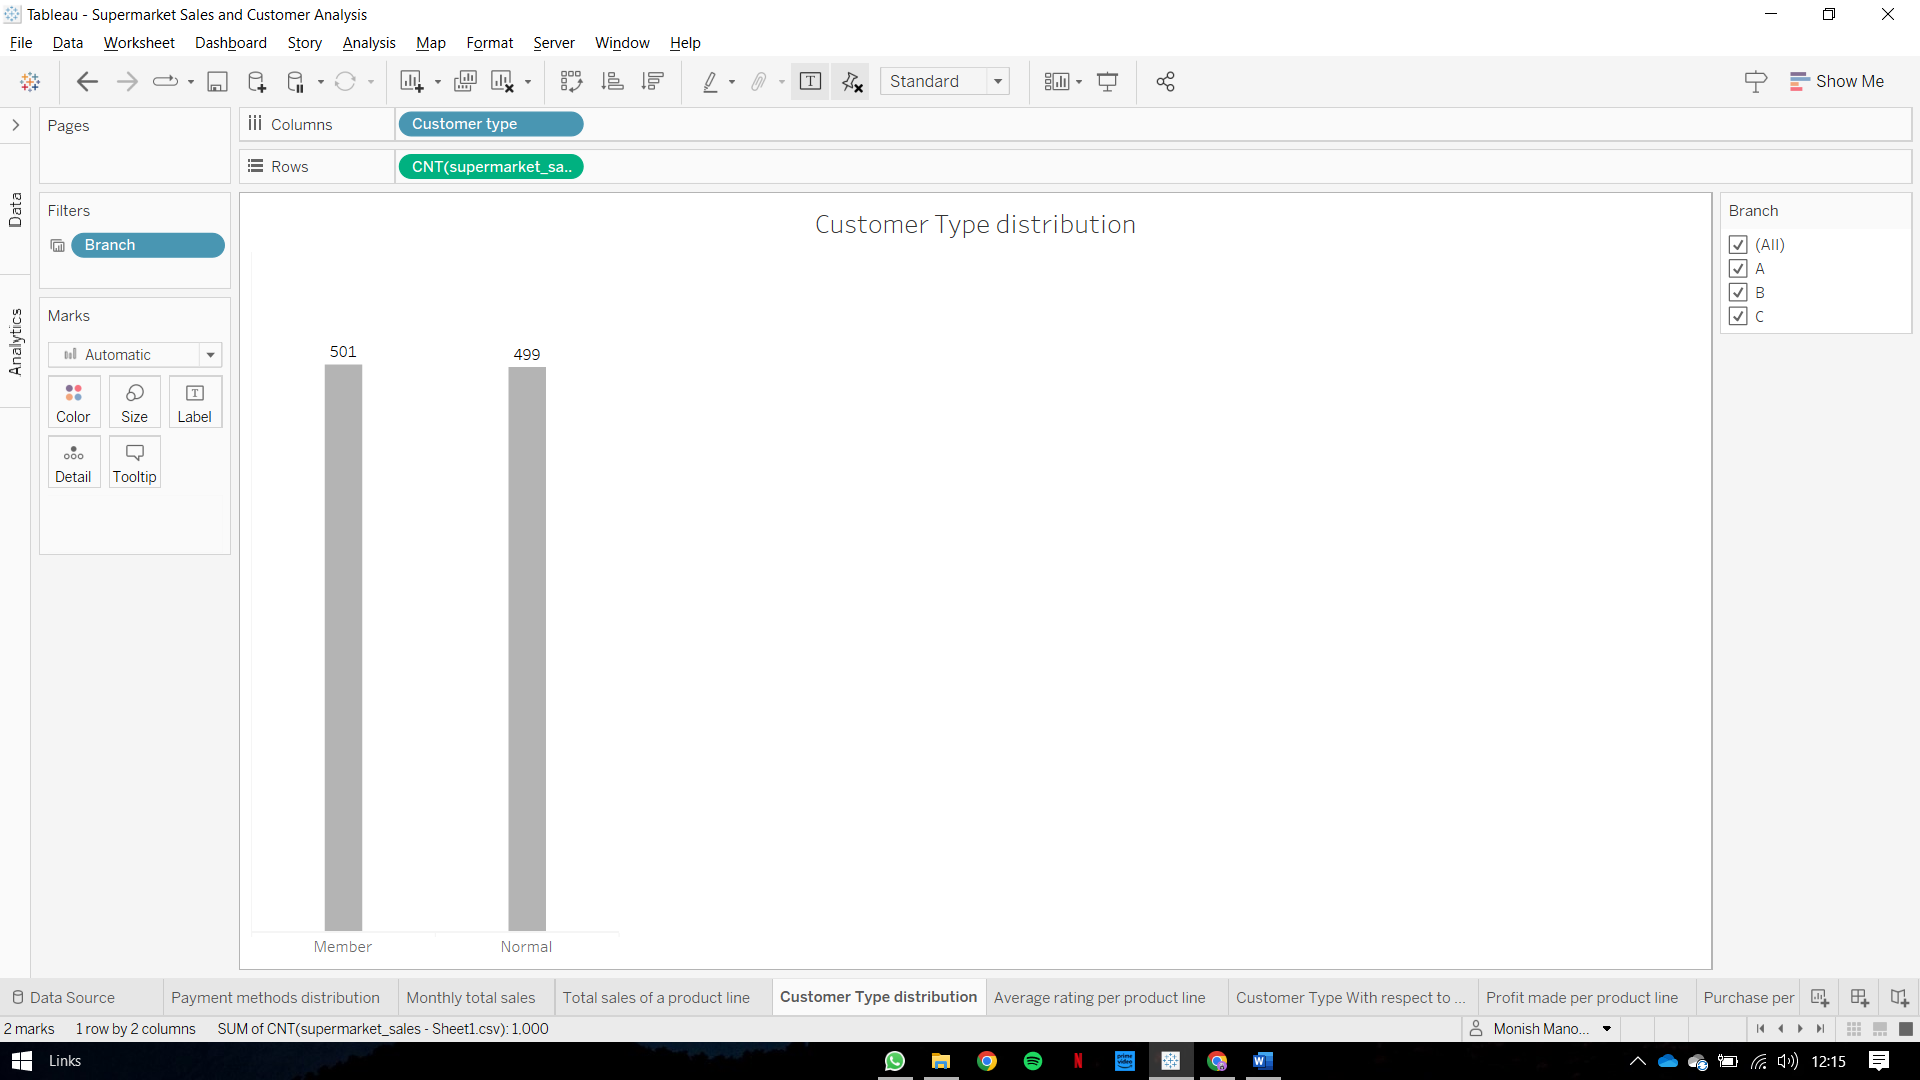 Tableau - Supermarket Sales and Customer Analysis
File Data Worksheet Dashboard Story Analysis Map Format Server Window Help
Standard
Show Me
Pages
Columns
Customer type
Rows
CNT(supermarket_sa..
Data
Analytics
Filters
Branch
Marks
Automatic
Color Size Label
Detail Tooltip
Customer Type distribution
501
499
Member Normal
Branch
(All)
A
B
C
Data Source Payment methods distribution Monthly total sales Total sales of a product line Customer Type distribution Average rating per product line Customer Type With respect to ... Profit made per product line Purchase per
2 marks 1 row by 2 columns SUM of CNT(supermarket_sales - Sheet1.csv): 1,000 Monish Mano...
Links
prime video
12:15